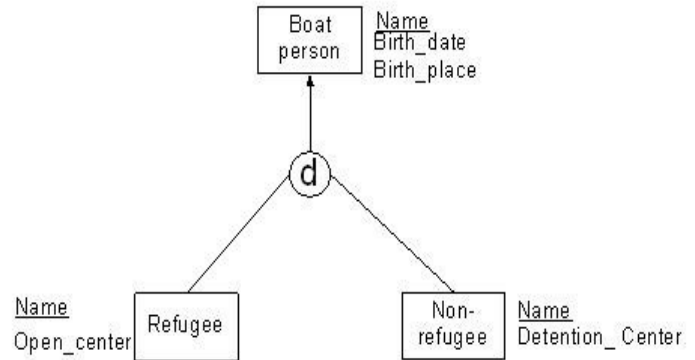 Boat
person
Name
Birth_date
Birth_place
d
Name
Open_center
Refugee
Non-
refugee
Name
Detention_ Center